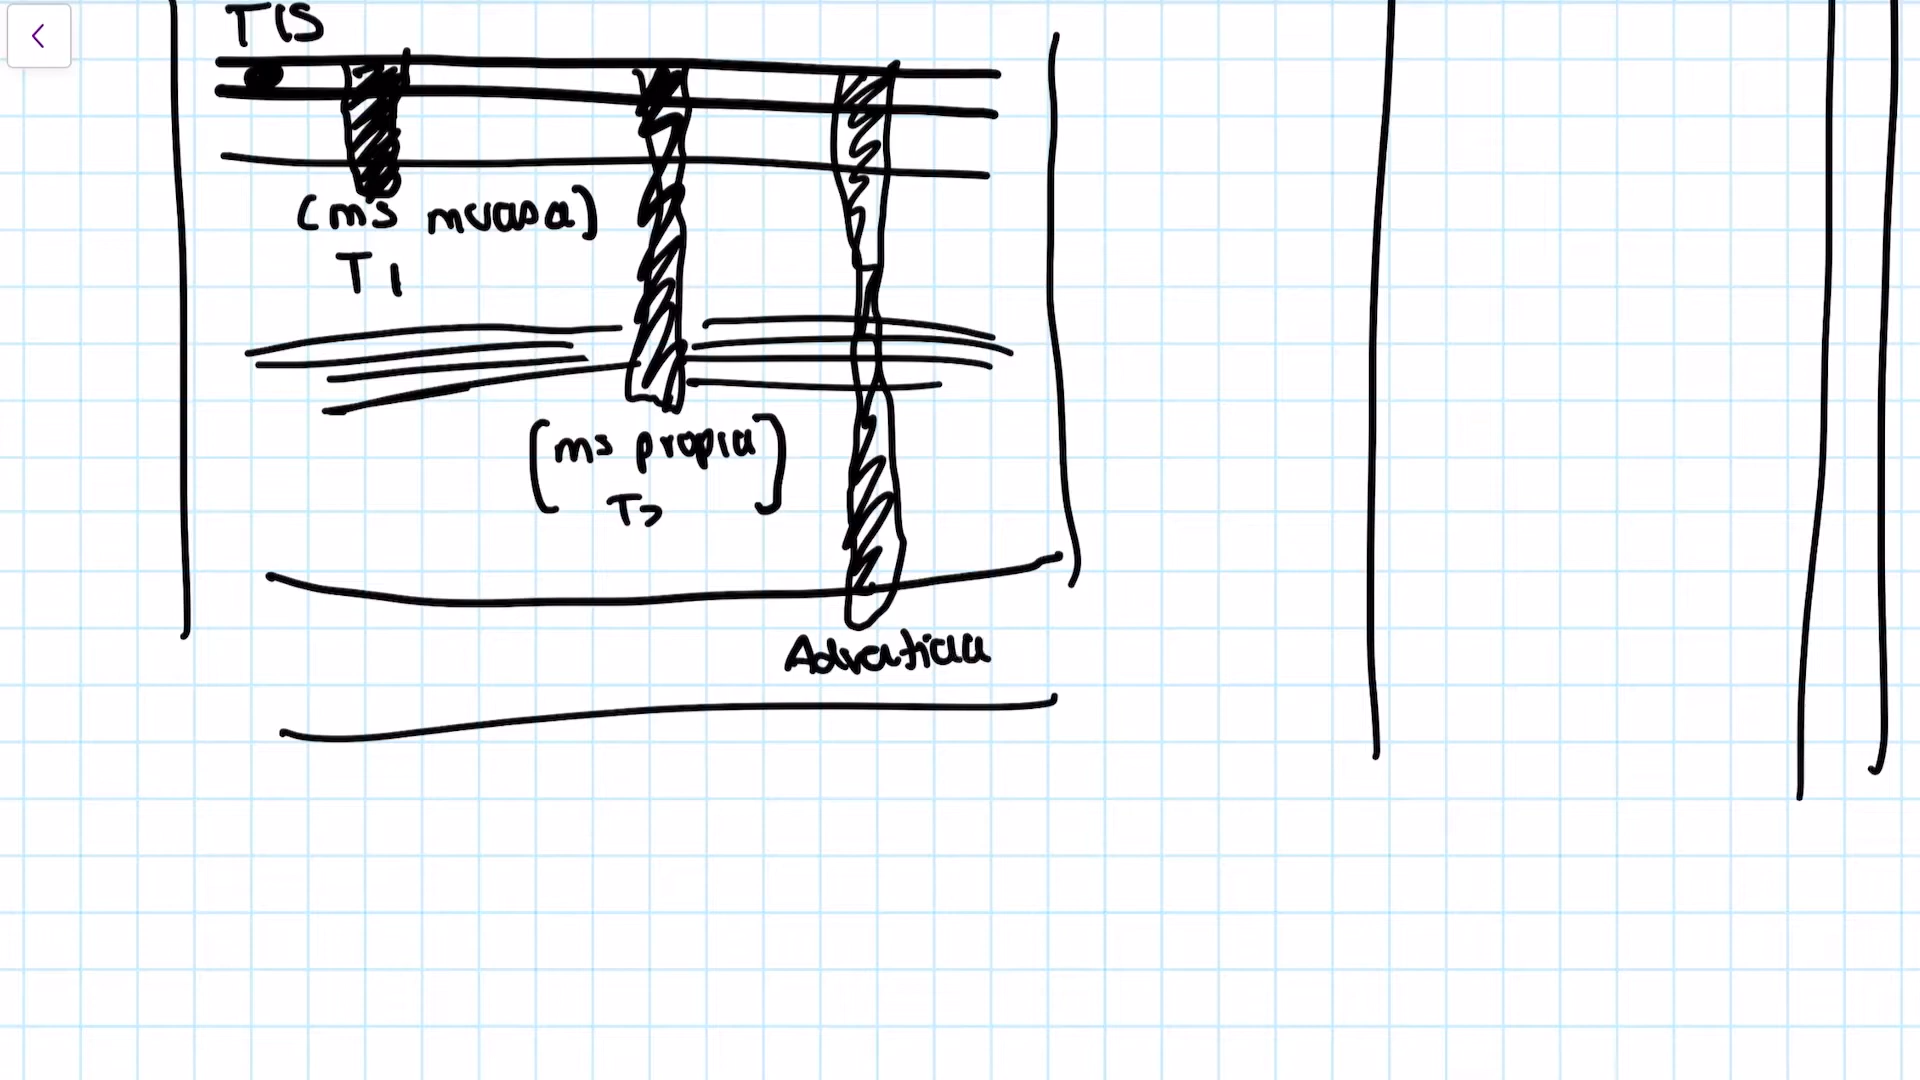 TIS
(ms mucosa)
T1
[ms propia]
T2
Adventicia